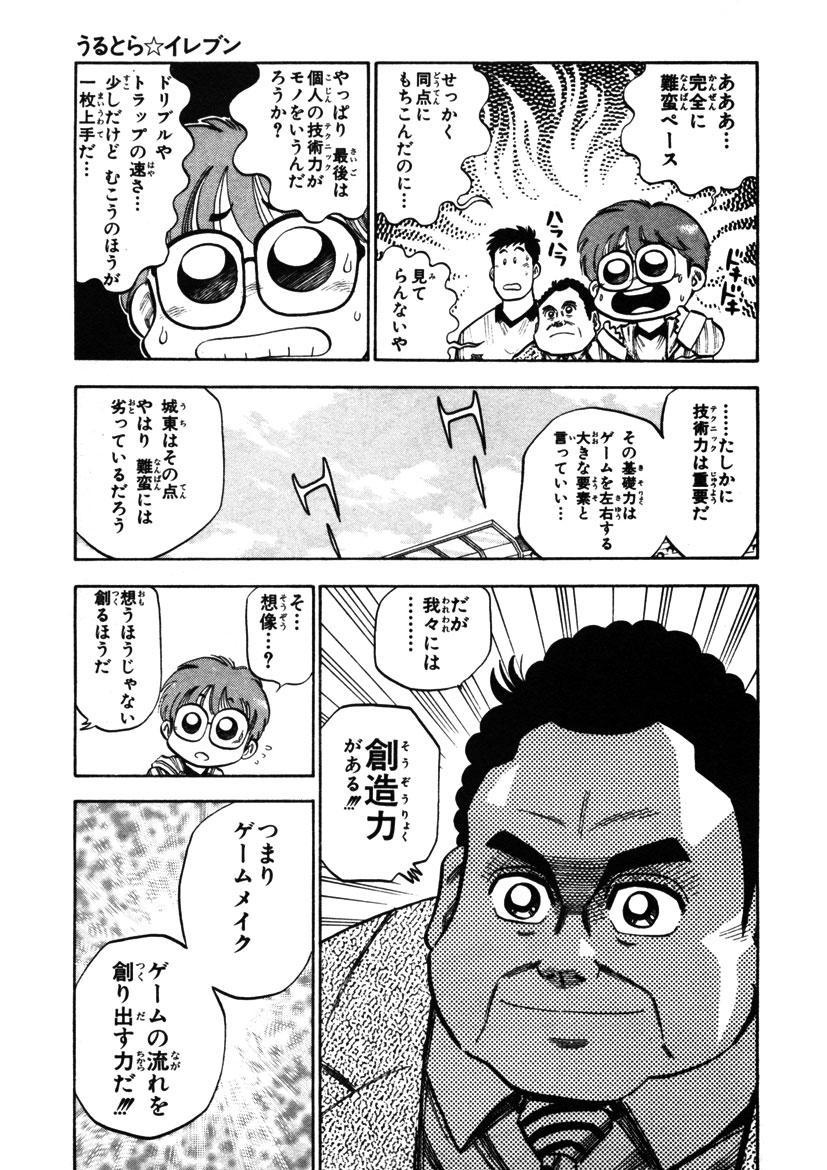 うるとら☆イレブン
あああ…
完全に
難蛮ペース
せっかく
同点に
もちこんだのに…
ハラハラ
ドキドキ
見て
らんないや
やっぱり 最後は
個人の技術力が
モノをいうんだ
ろうか?
ドリブルや
トラップの速さ…
少しだけど むこうのほうが
一枚上手だ…
……たしかに
技術力は重要だ
その基礎力は
ゲームを左右する
大きな要素と
言っていい…
城東はその点
やはり 難蛮には
劣っているだろう
だが
我々には
………
創造力
がある!!!
そ…
想像…?
想うほうじゃない
創るほうだ
つまり
ゲームメイク
ゲームの流れを
創り出す力だ!!!